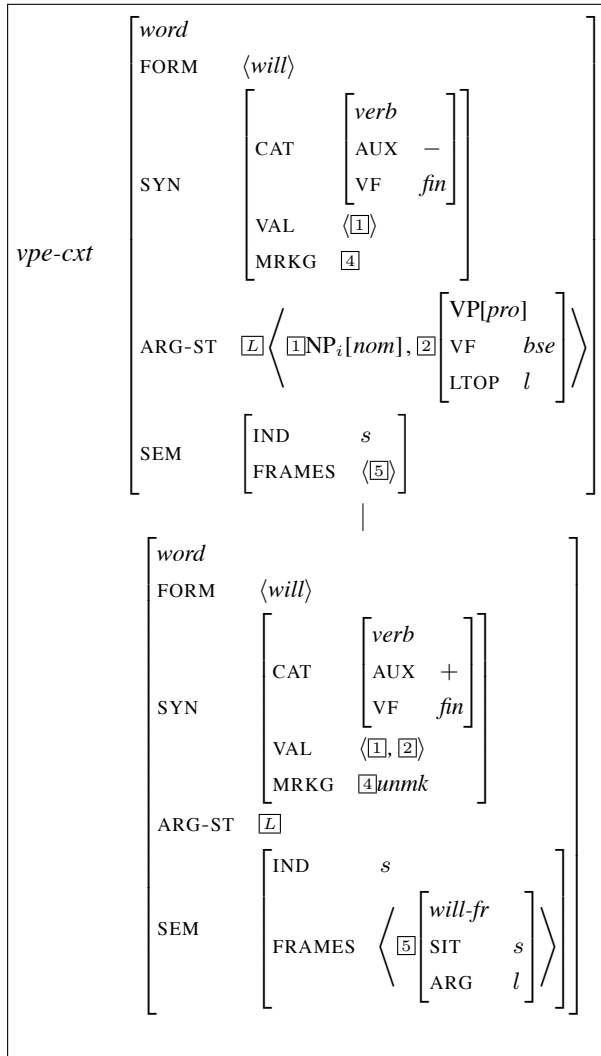 word
FORM ⟨will⟩
verb
CAT AUX −
SYN VF fin
VAL ⟨1⟩
vpe-cxt MRKG 4
VP[pro]
ARG-ST L ⟨ 1NPi[nom], 2 VF bse ⟩
LTOP l
SEM IND s
FRAMES ⟨5⟩
word
FORM ⟨will⟩
verb
CAT AUX +
SYN VF fin
VAL ⟨1, 2⟩
MRKG 4unmk
ARG-ST L
IND s
will-fr
SEM FRAMES ⟨ 5 SIT s ⟩
ARG l